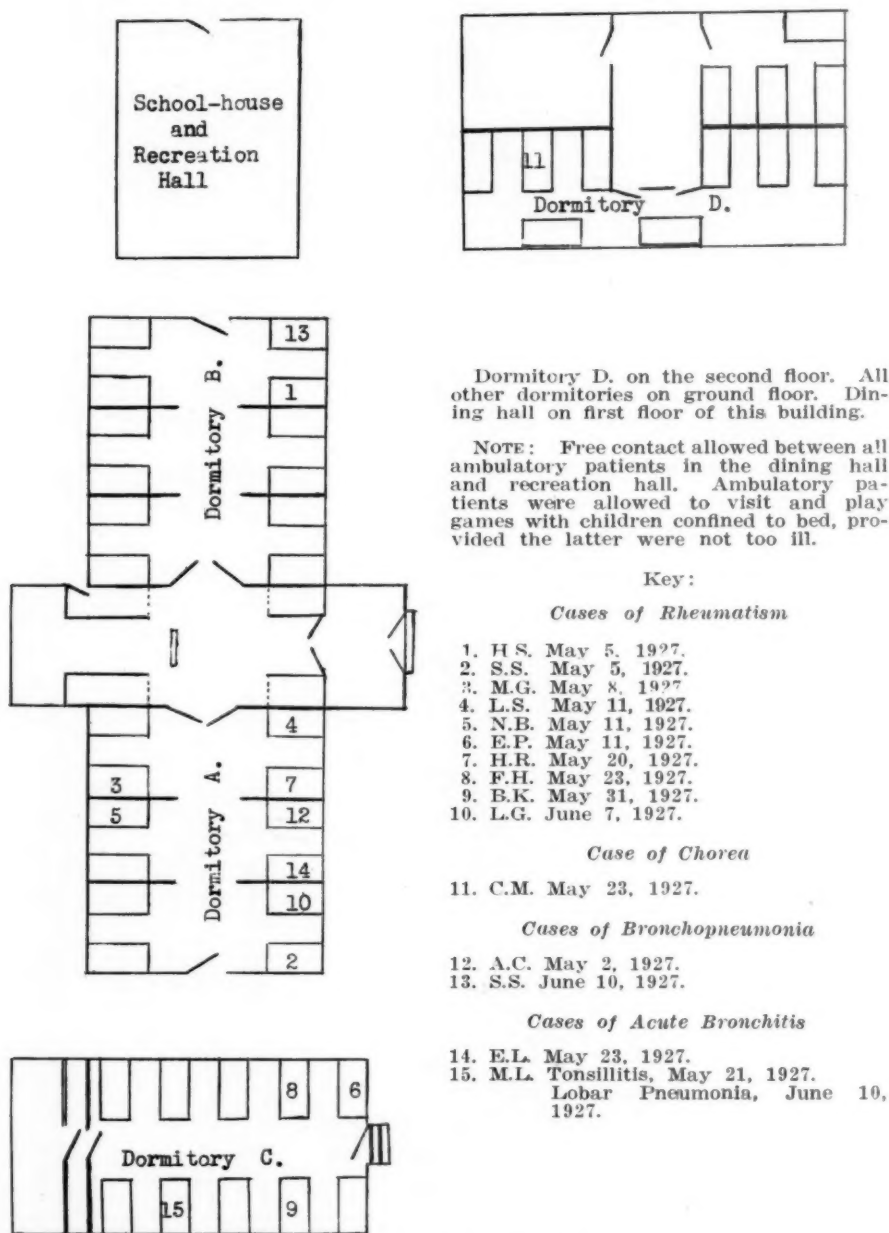 School-house
and
Recreation
Hall
11
Dormitory D.
13
1
Dormitory B.
4
3
7
5
12
Dormitory A.
14
10
2
8
6
Dormitory C.
15
9
Dormitory D. on the second floor. All
other dormitories on ground floor. Din-
ing hall on first floor of this building.
NOTE: Free contact allowed between all
ambulatory patients in the dining hall
and recreation hall. Ambulatory pa-
tients were allowed to visit and play
games with children confined to bed, pro-
vided the latter were not too ill.
Key:
Cases of Rheumatism
1. H S. May 5, 1927.
2. S.S. May 5, 1927.
3. M.G. May 8, 1927
4. L.S. May 11, 1927.
5. N.B. May 11, 1927.
6. E.P. May 11, 1927.
7. H.R. May 20, 1927.
8. F.H. May 23, 1927.
9. B.K. May 31, 1927.
10. L.G. June 7, 1927.
Case of Chorea
11. C.M. May 23, 1927.
Cases of Bronchopneumonia
12. A.C. May 2, 1927.
13. S.S. June 10, 1927.
Cases of Acute Bronchitis
14. E.L. May 23, 1927.
15. M.L. Tonsillitis, May 21, 1927.
Lobar Pneumonia, June 10,
1927.